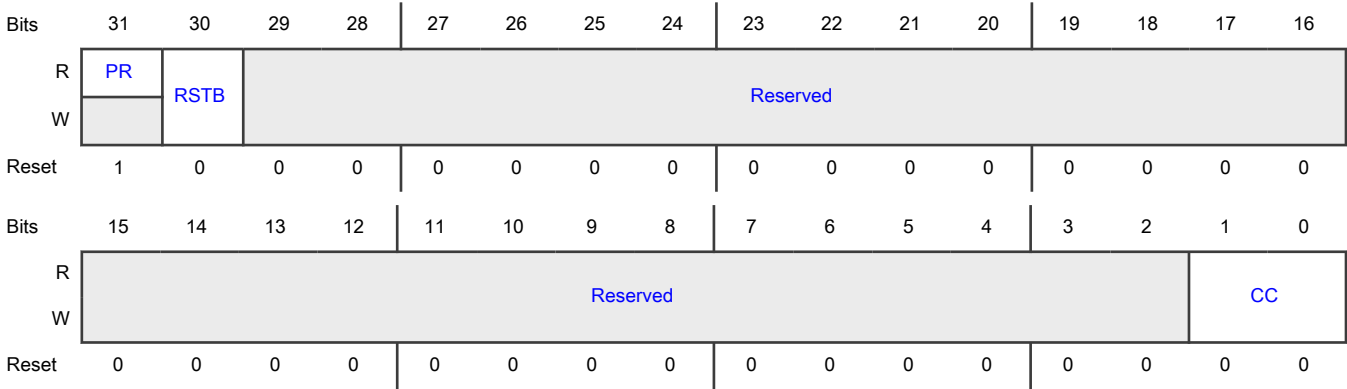 Bits 31 30 29 28 27 26 25 24 23 22 21 20 19 18 17 16
R PR
RSTB Reserved
W
Reset 1 0 0 0 0 0 0 0 0 0 0 0 0 0 0 0
Bits 15 14 13 12 11 10 9 8 7 6 5 4 3 2 1 0
R
Reserved CC
W
Reset 0 0 0 0 0 0 0 0 0 0 0 0 0 0 0 0